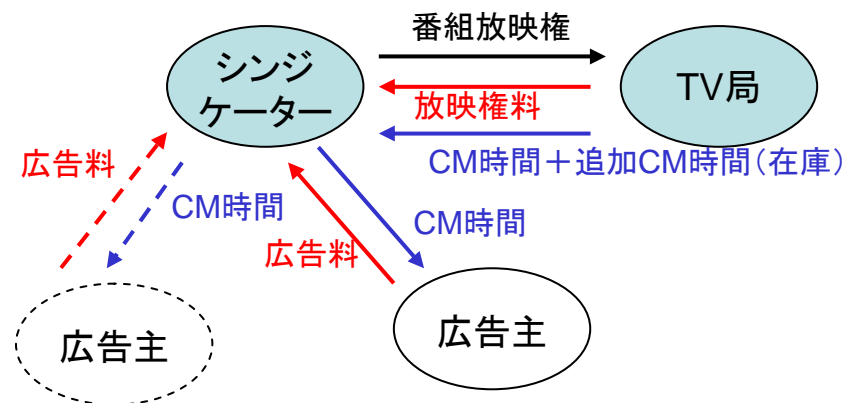 番組放映権
シンジ
ケーター
TV局
放映権料
CM時間＋追加CM時間（在庫）
広告料
CM時間
CM時間
広告料
広告主
広告主